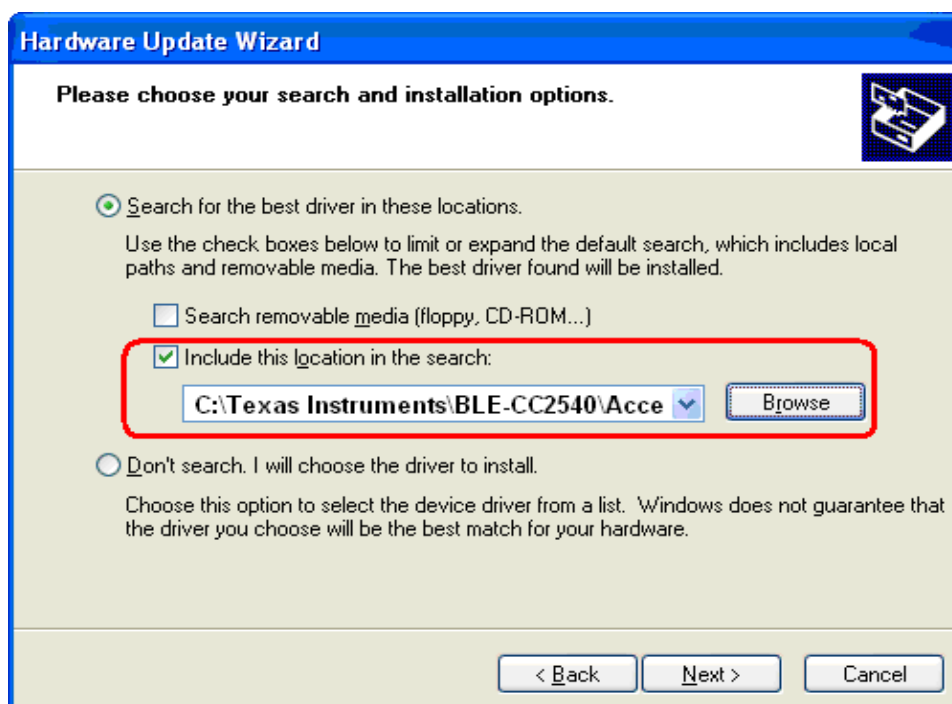 Hardware Update Wizard
Please choose your search and installation options.
Search for the best driver in these locations.
Use the check boxes below to limit or expand the default search, which includes local
paths and removable media. The best driver found will be installed.
Search removable media (floppy, CD-ROM...)
Include this location in the search:
C:\Texas Instruments\BLE-CC2540\Acce
Browse
Don't search. I will choose the driver to install.
Choose this option to select the device driver from a list. Windows does not guarantee that
the driver you choose will be the best match for your hardware.
< Back
Next >
Cancel